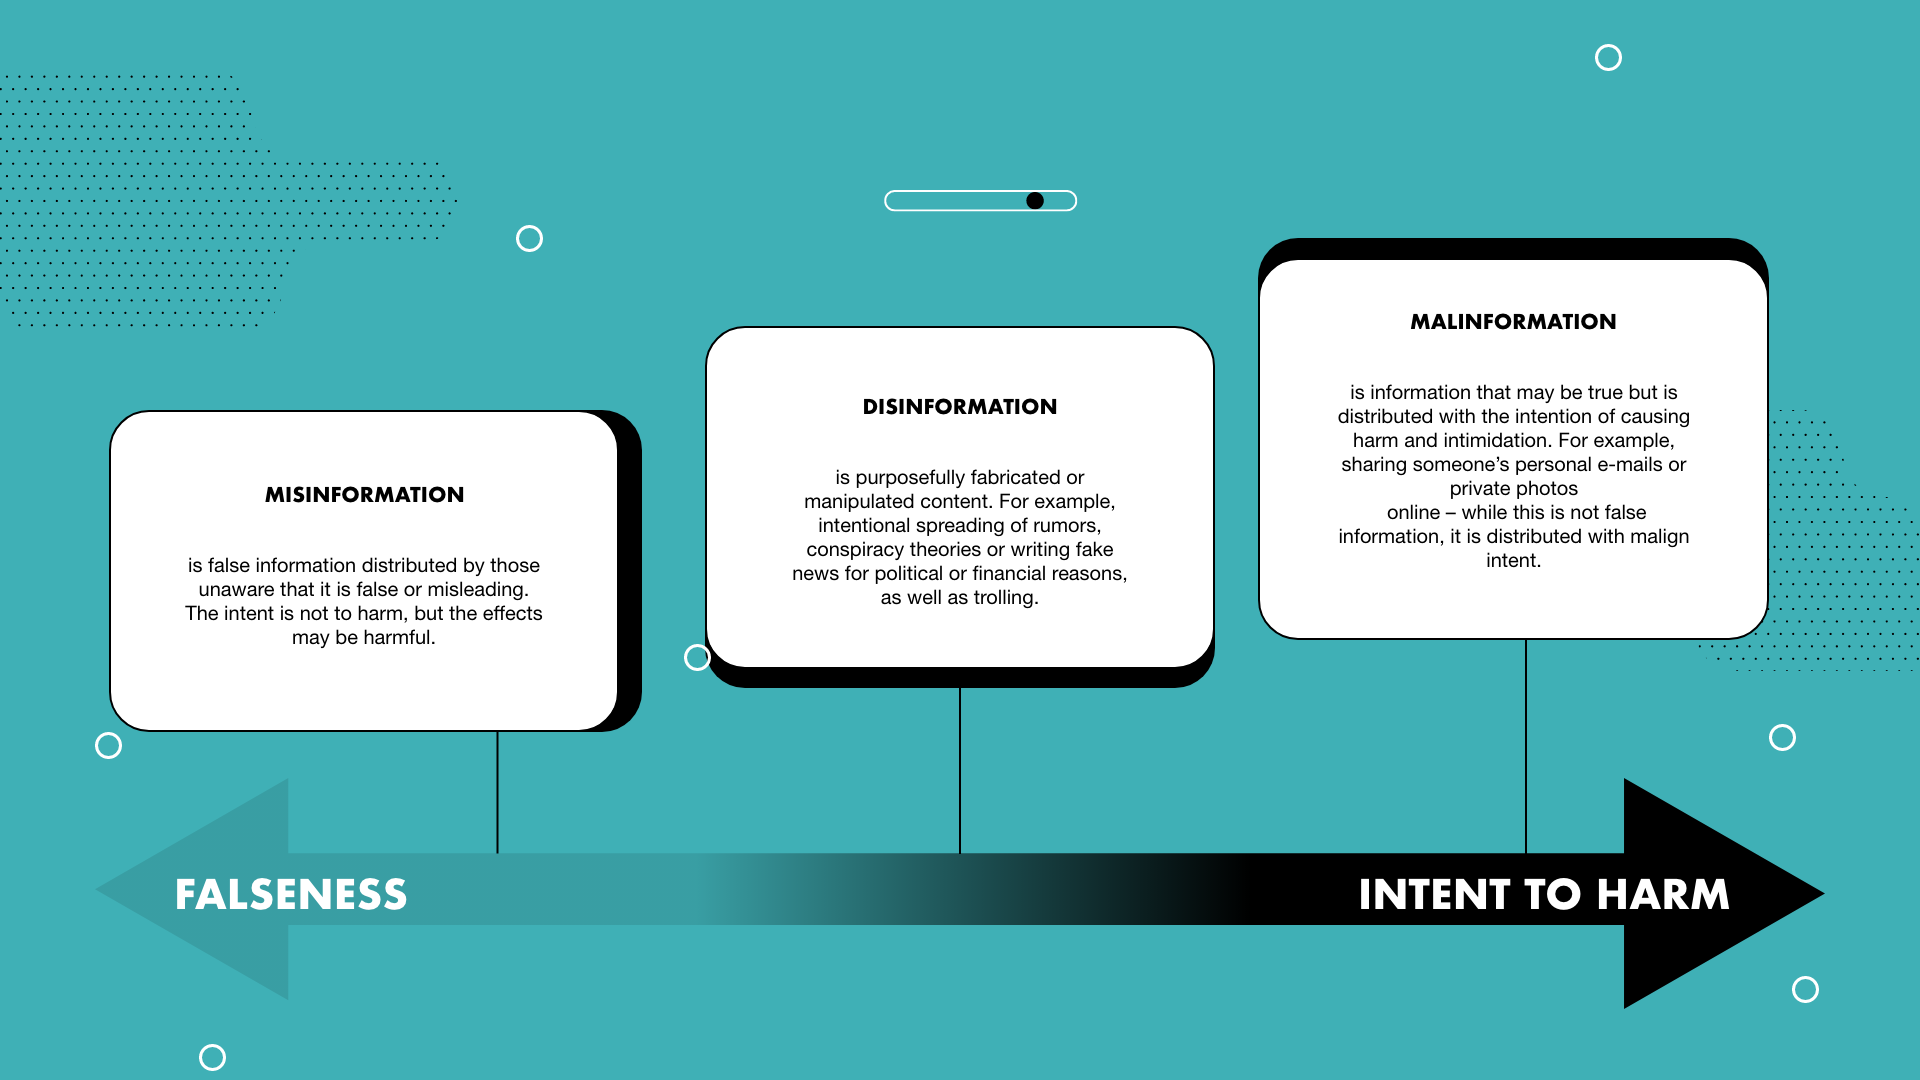 MISINFORMATION
is false information distributed by those
unaware that it is false or misleading.
The intent is not to harm, but the effects
may be harmful.
DISINFORMATION
is purposefully fabricated or
manipulated content. For example,
intentional spreading of rumors,
conspiracy theories or writing fake
news for political or financial reasons,
as well as trolling.
MALINFORMATION
is information that may be true but is
distributed with the intention of causing
harm and intimidation. For example,
sharing someone’s personal e-mails or
private photos
online – while this is not false
information, it is distributed with malign
intent.
FALSENESS
INTENT TO HARM